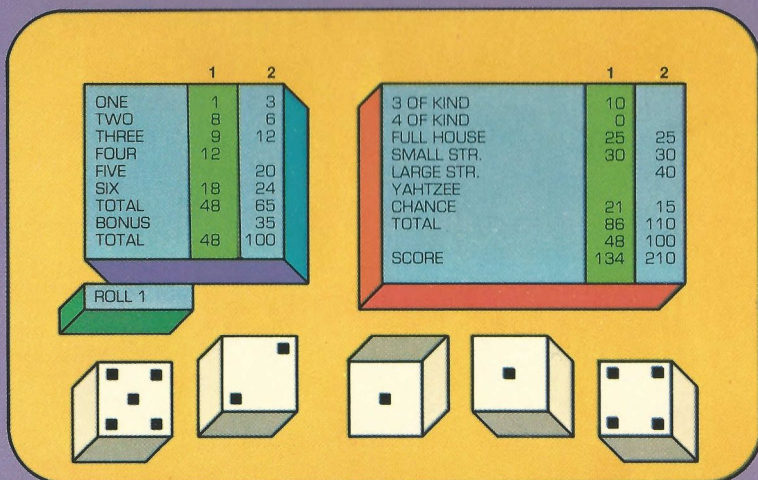 1 2
ONE 1 3
TWO 8 6
THREE 9 12
FOUR 12
FIVE 20
SIX 18 24
TOTAL 48 65
BONUS 35
TOTAL 48 100
ROLL 1
1 2
3 OF KIND 10
4 OF KIND 0
FULL HOUSE 25 25
SMALL STR. 30 30
LARGE STR. 40
YAHTZEE
CHANCE 21 15
TOTAL 86 110
48 100
SCORE 134 210